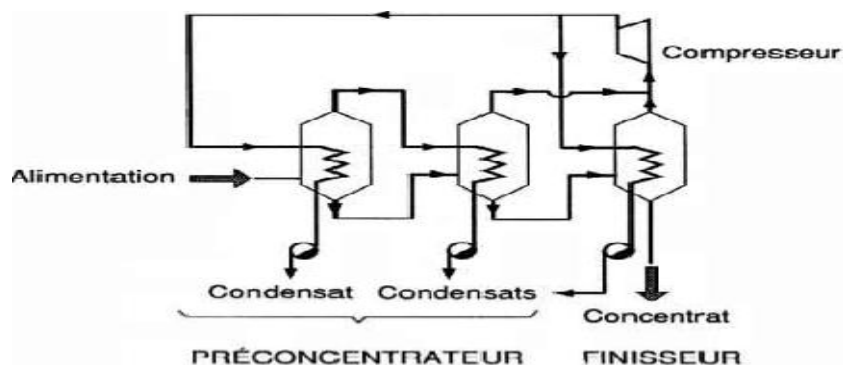 Compresseur
Alimentation
Condensat Condensats
Concentrat
PRÉCONCENTRATEUR FINISSEUR